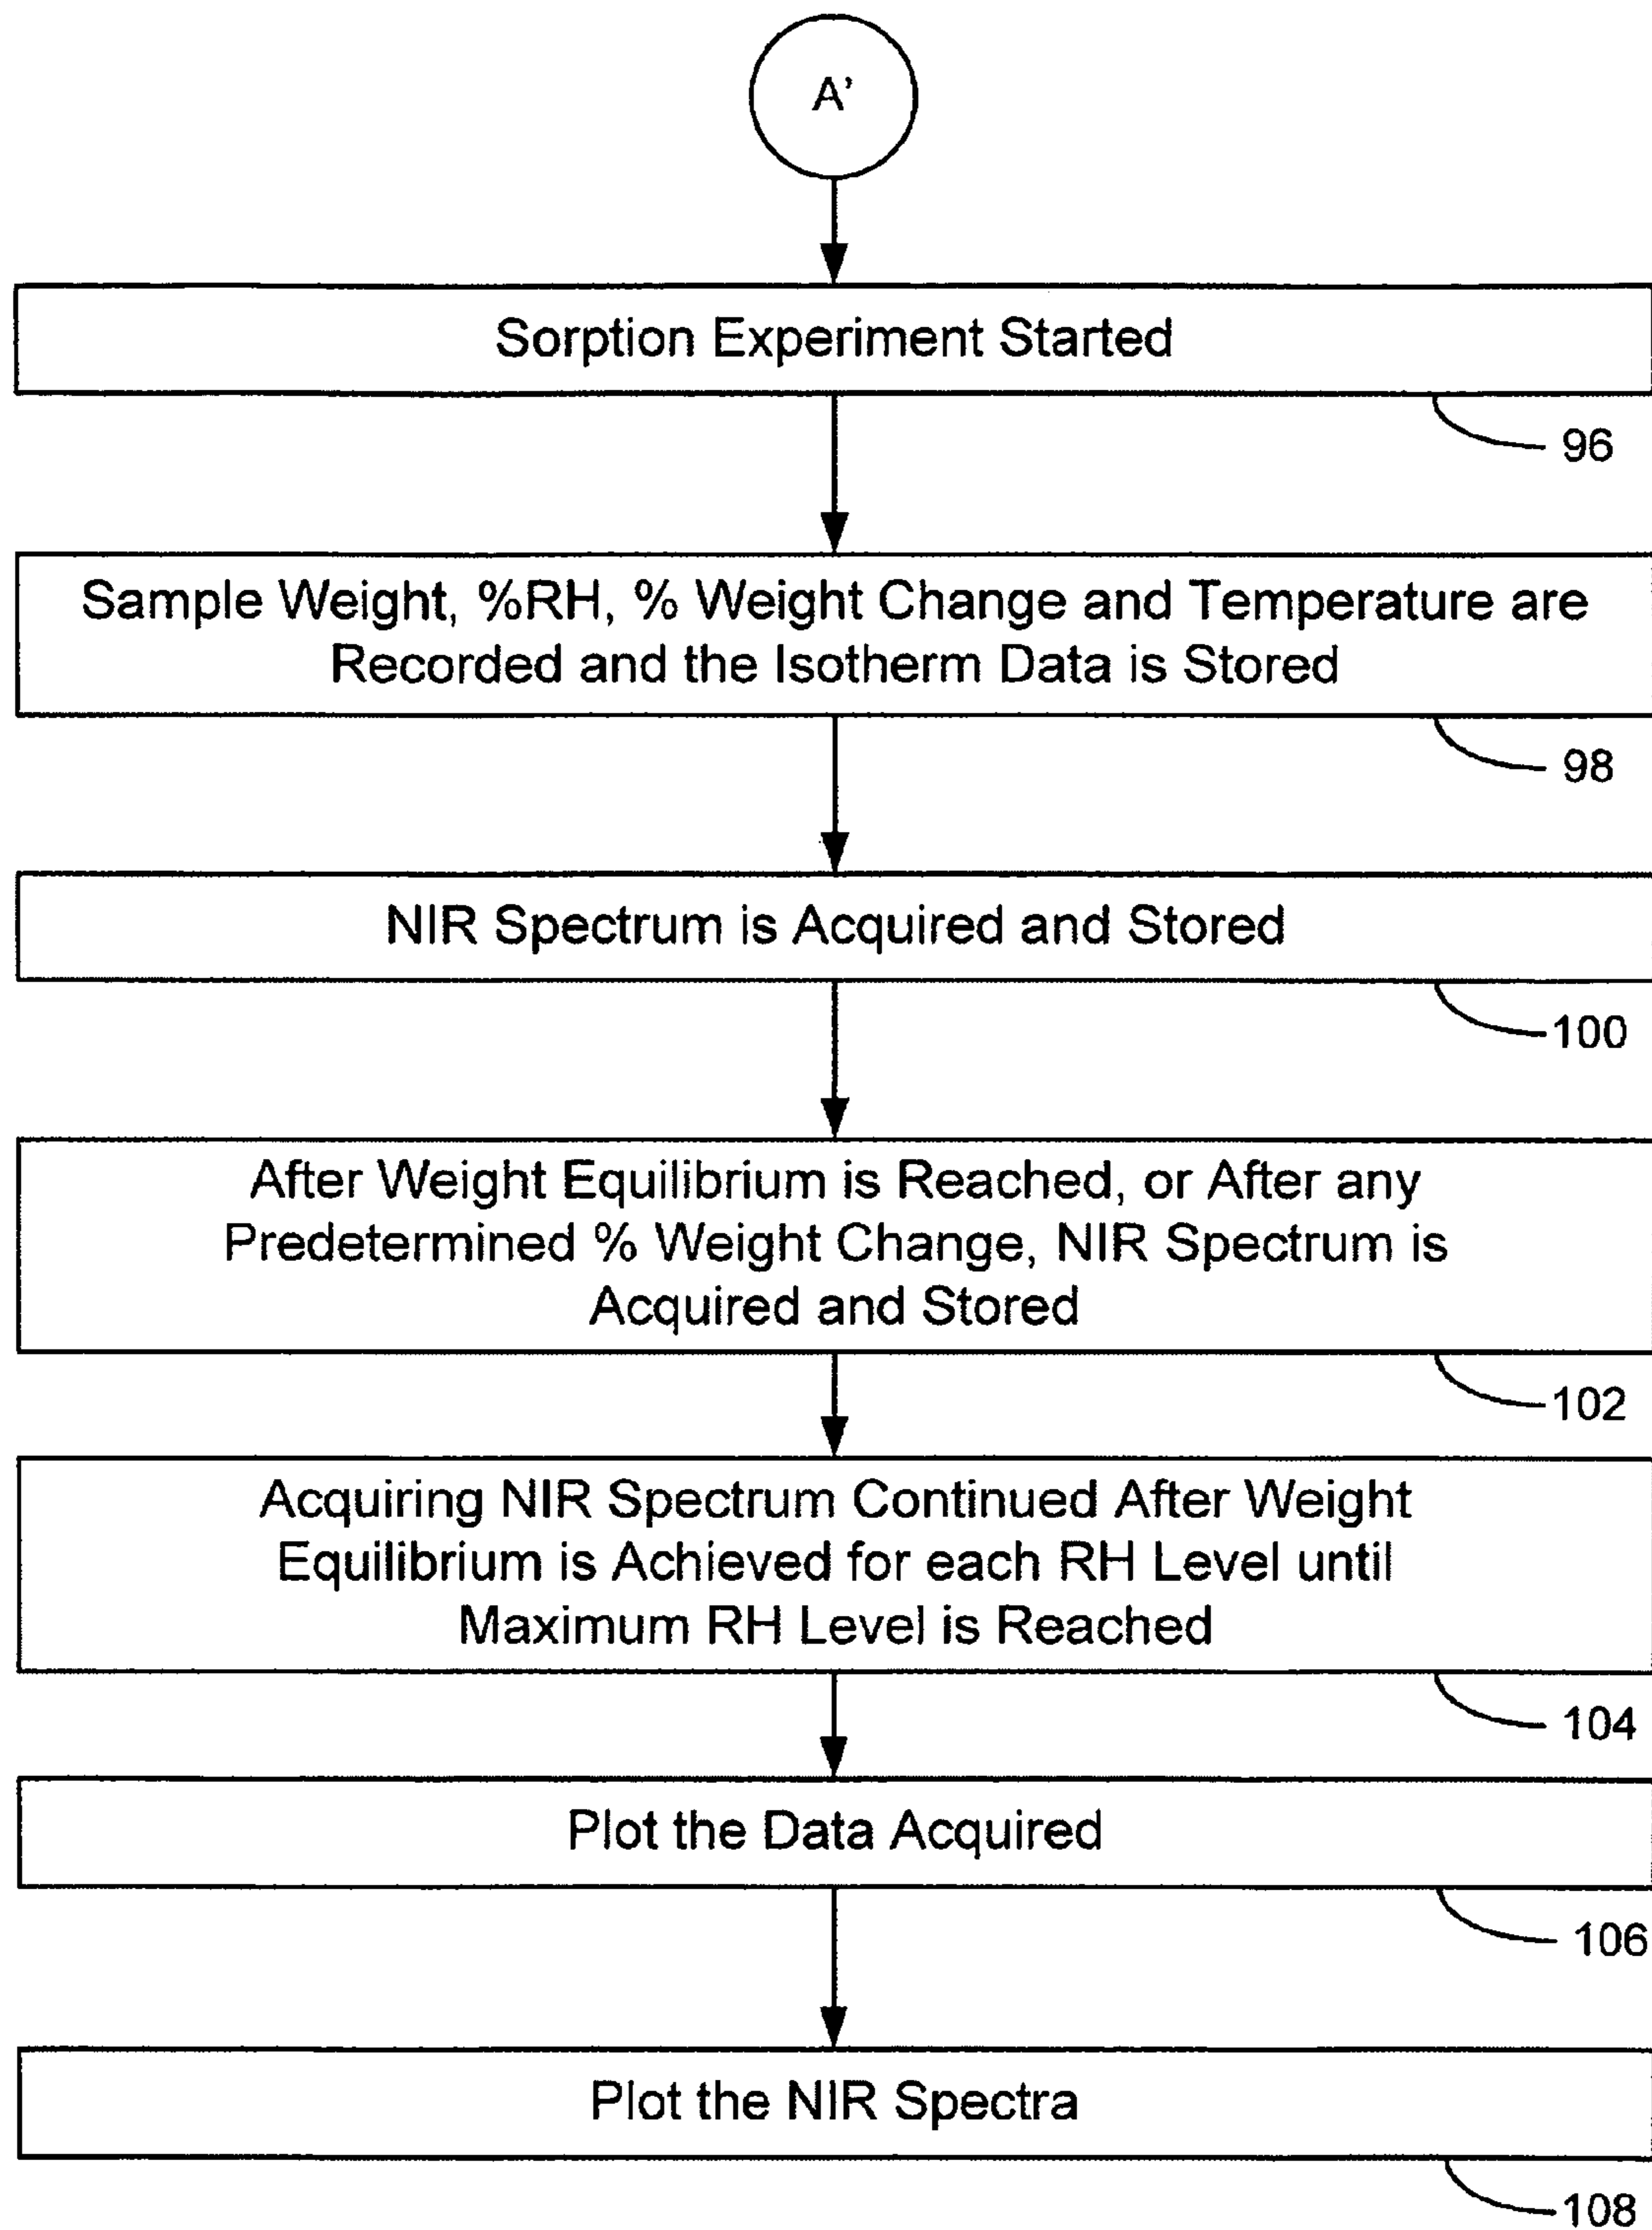 A'
Sorption Experiment Started
96
Sample Weight, %RH, % Weight Change and Temperature are
Recorded and the Isotherm Data is Stored
98
NIR Spectrum is Acquired and Stored
100
After Weight Equilibrium is Reached, or After any
Predetermined % Weight Change, NIR Spectrum is
Acquired and Stored
102
Acquiring NIR Spectrum Continued After Weight
Equilibrium is Achieved for each RH Level until
Maximum RH Level is Reached
104
Plot the Data Acquired
106
Plot the NIR Spectra
108